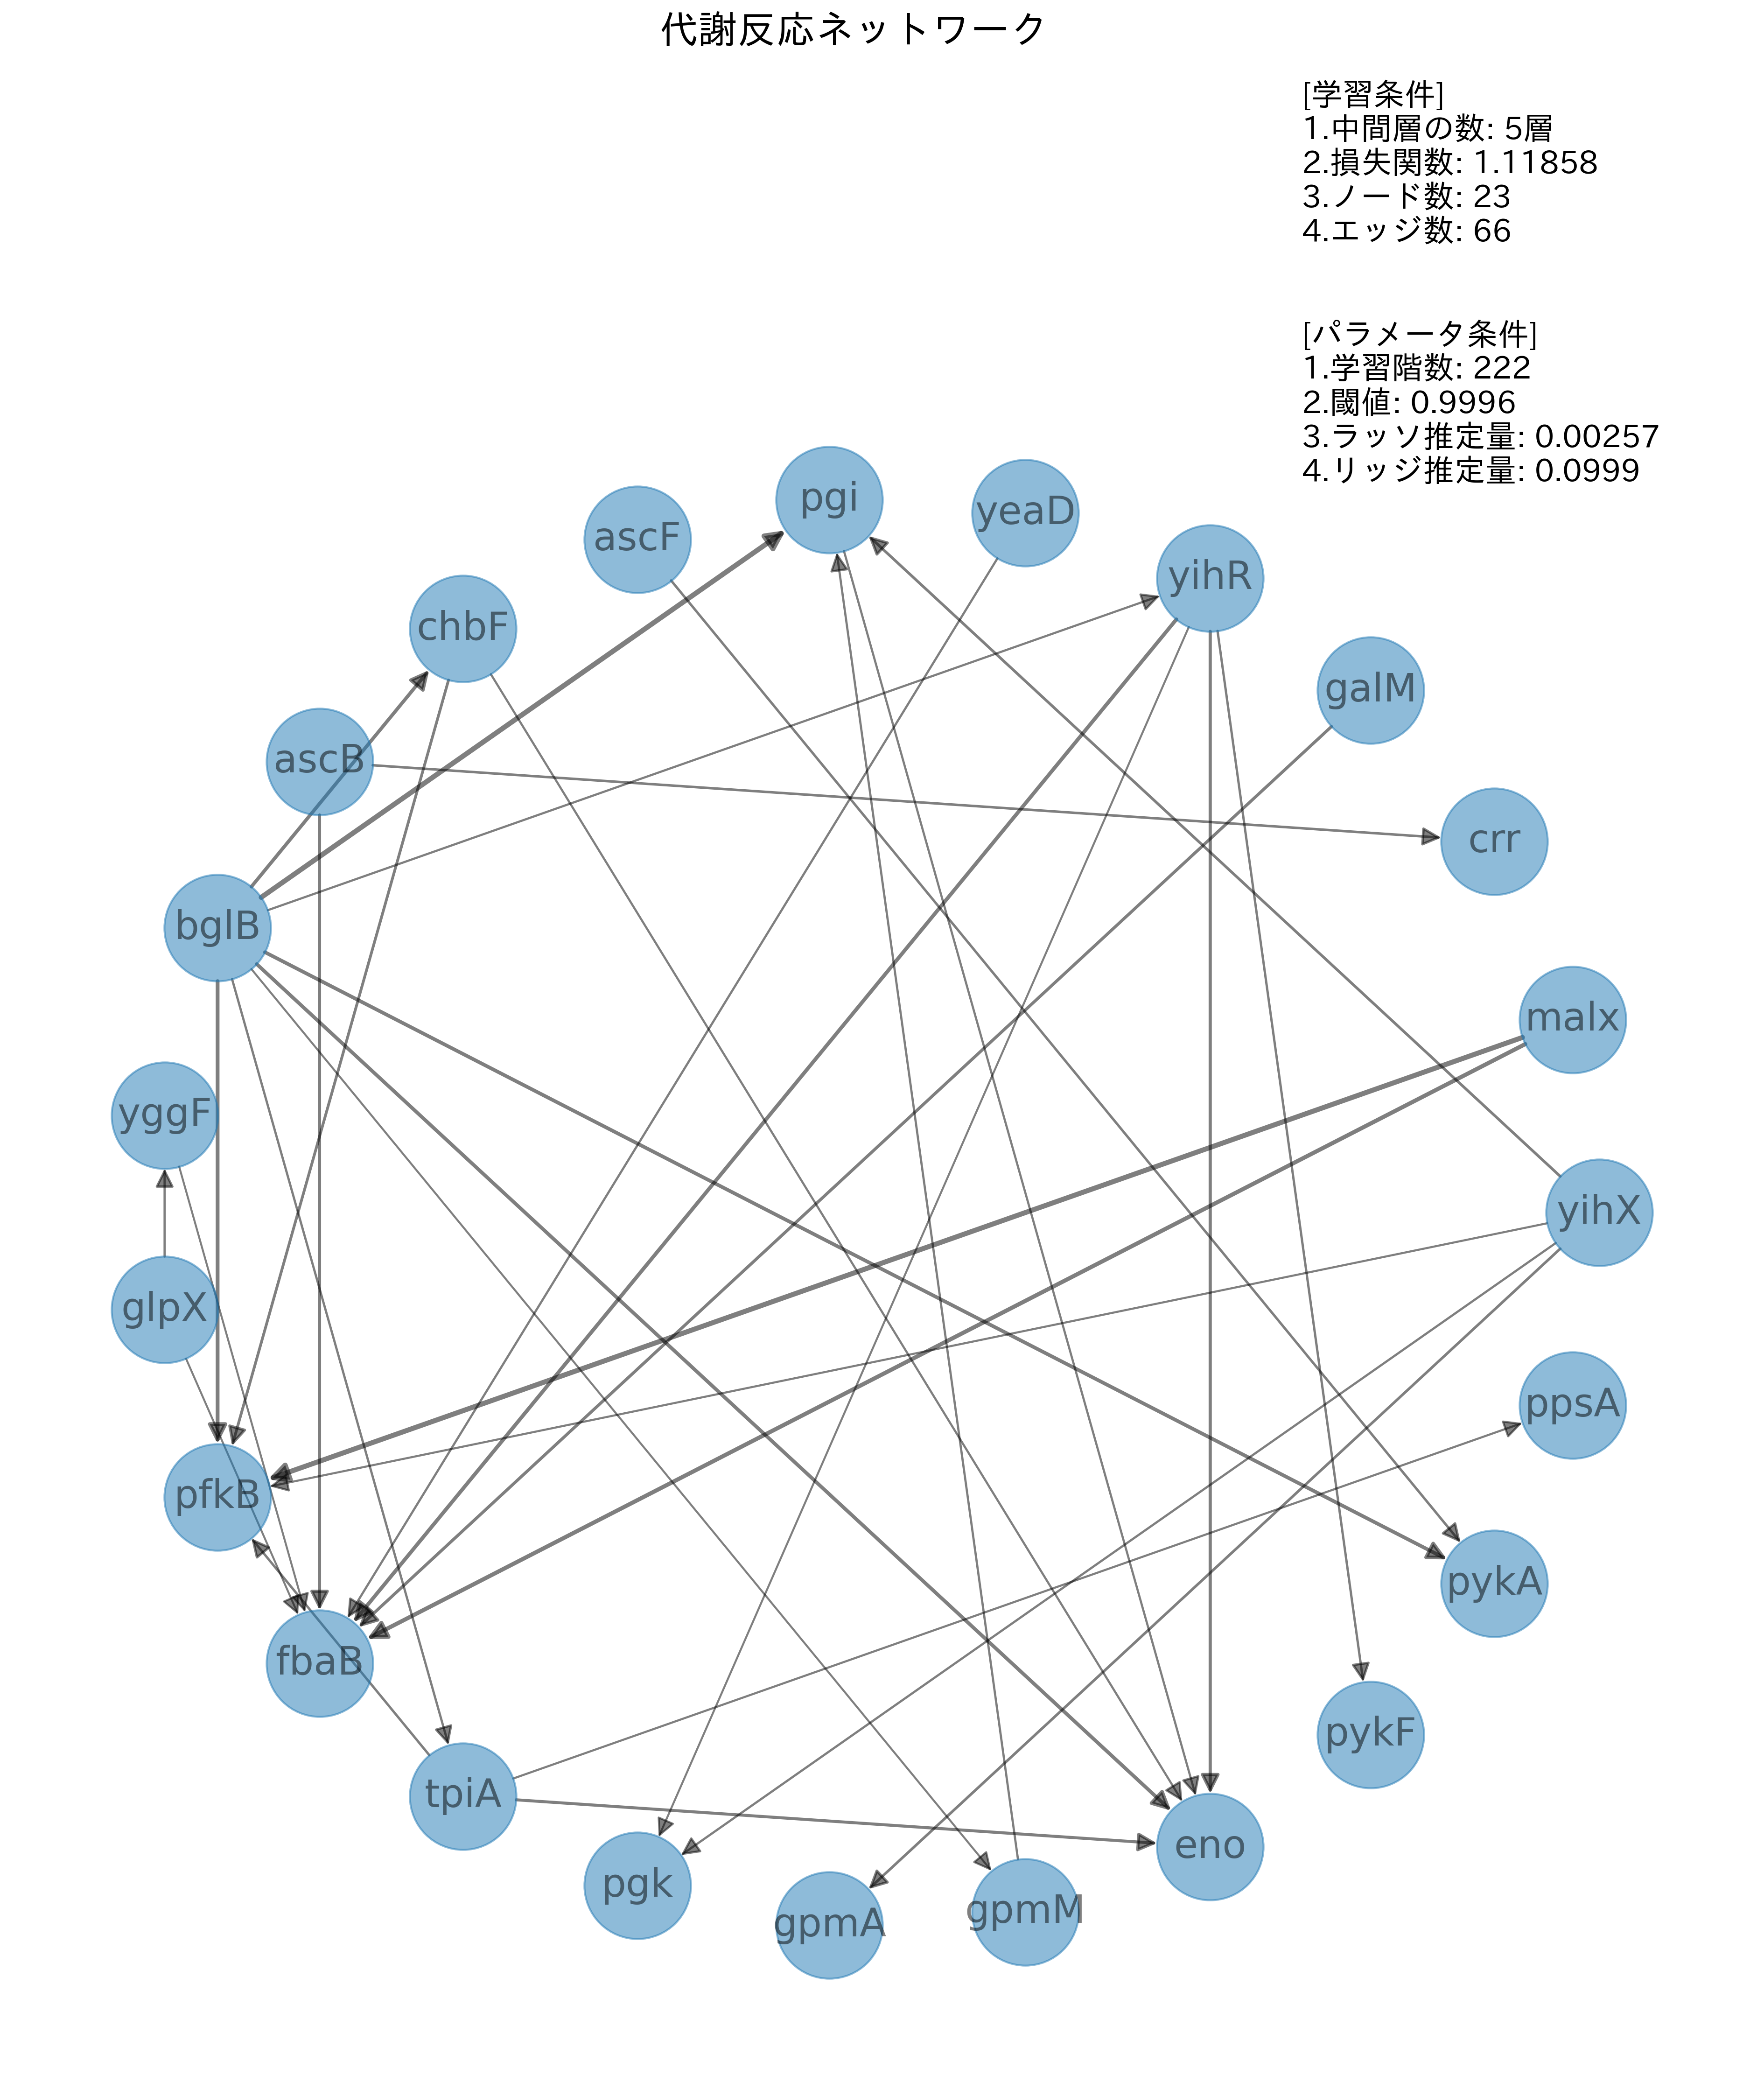 代謝反応ネットワーク
[学習条件]
1.中間層の数: 5層
2.損失関数: 1.11858
3.ノード数: 23
4.エッジ数: 66
[パラメータ条件]
1.学習階数: 222
2.閾値: 0.9996
3.ラッソ推定量: 0.00257
4.リッジ推定量: 0.0999
pgi
yeaD
ascF
yihR
chbF
galM
ascB
crr
bglB
malx
yggF
yihX
glpX
ppsA
pfkB
pykA
fbaB
pykF
tpiA
eno
pgk
gpmA
gpmM